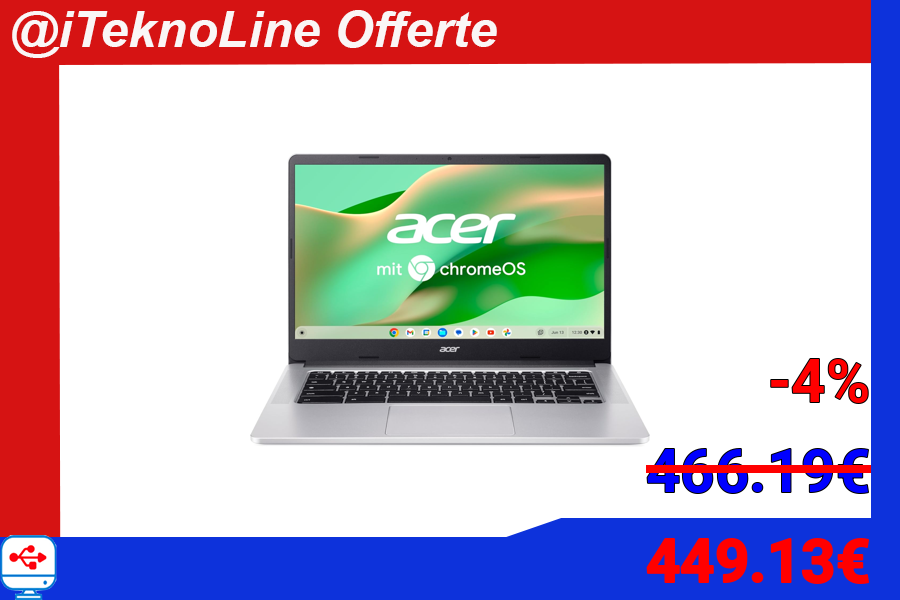 @iTeknoLine Offerte
acer
mit chromeOS
acer
-4%
466.19€
449.13€